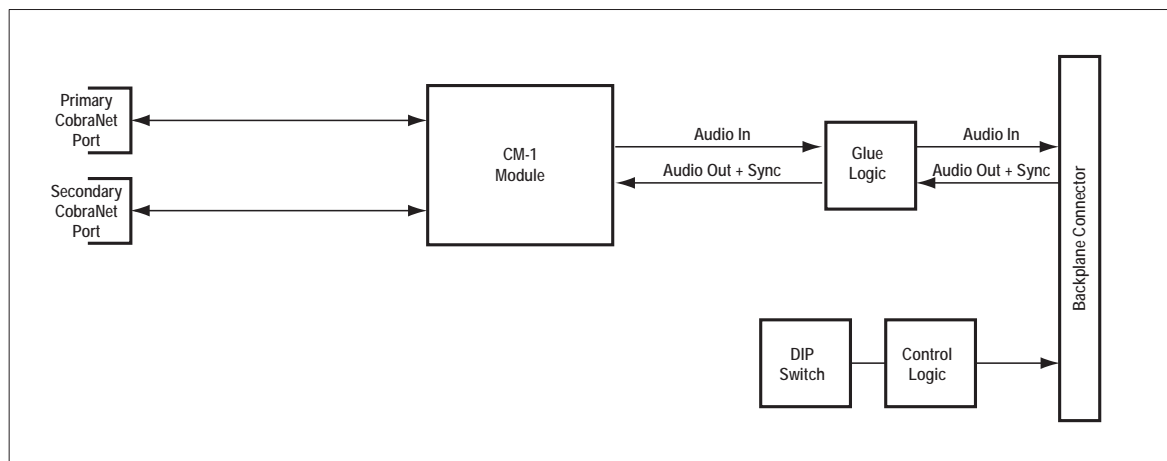 Primary
CobraNet
Port
Secondary
CobraNet
Port
CM-1
Module
Audio In
Audio Out + Sync
Glue
Logic
Audio In
Audio Out + Sync
Backplane Connector
DIP
Switch
Control
Logic